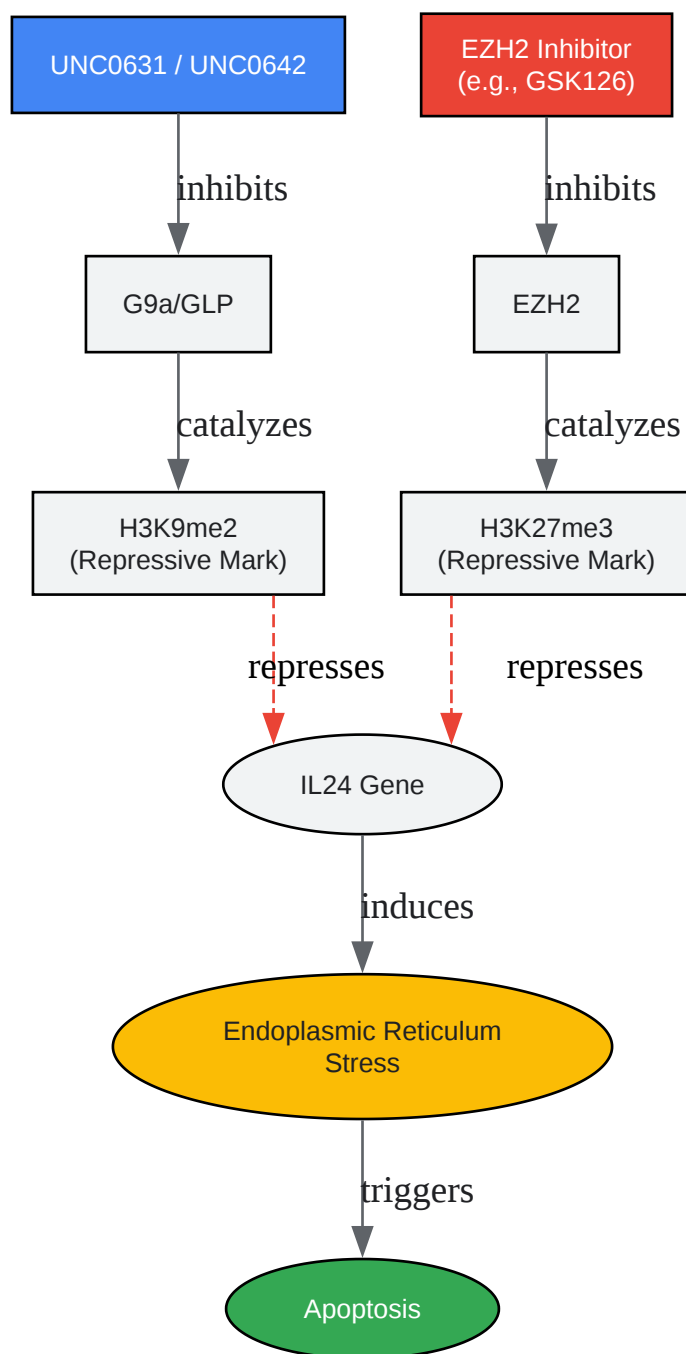 UNC0631 / UNC0642
EZH2 Inhibitor
(e.g., GSK126)
inhibits
inhibits
G9a/GLP
EZH2
catalyzes
catalyzes
H3K9me2
(Repressive Mark)
H3K27me3
(Repressive Mark)
represses
represses
IL24 Gene
induces
Endoplasmic Reticulum
Stress
triggers
Apoptosis